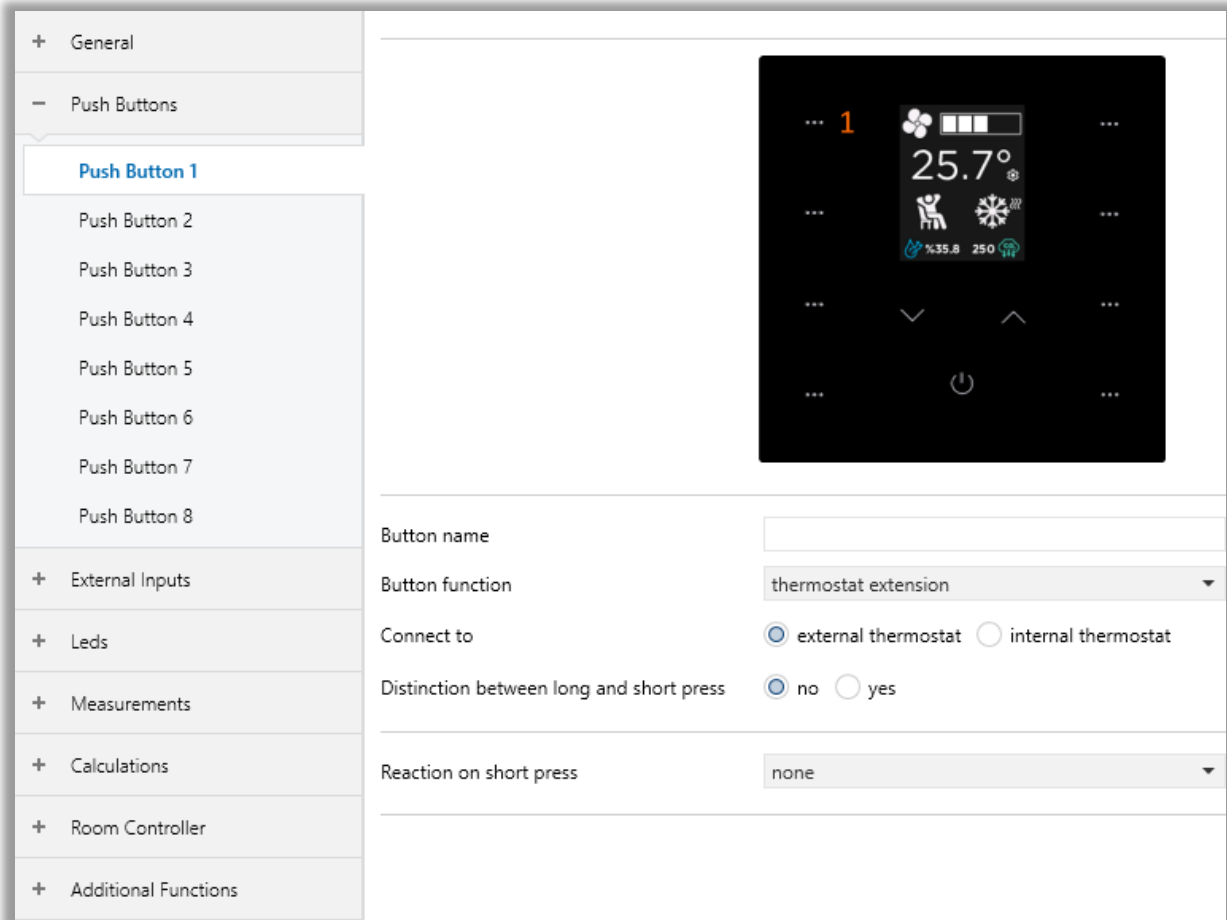 + General
− Push Buttons
Push Button 1
Push Button 2
Push Button 3
Push Button 4
Push Button 5
Push Button 6
Push Button 7
Push Button 8
+ External Inputs
+ Leds
+ Measurements
+ Calculations
+ Room Controller
+ Additional Functions
1
25.7°
%35.8 250
Button name
Button function thermostat extension
Connect to external thermostat internal thermostat
Distinction between long and short press no yes
Reaction on short press none